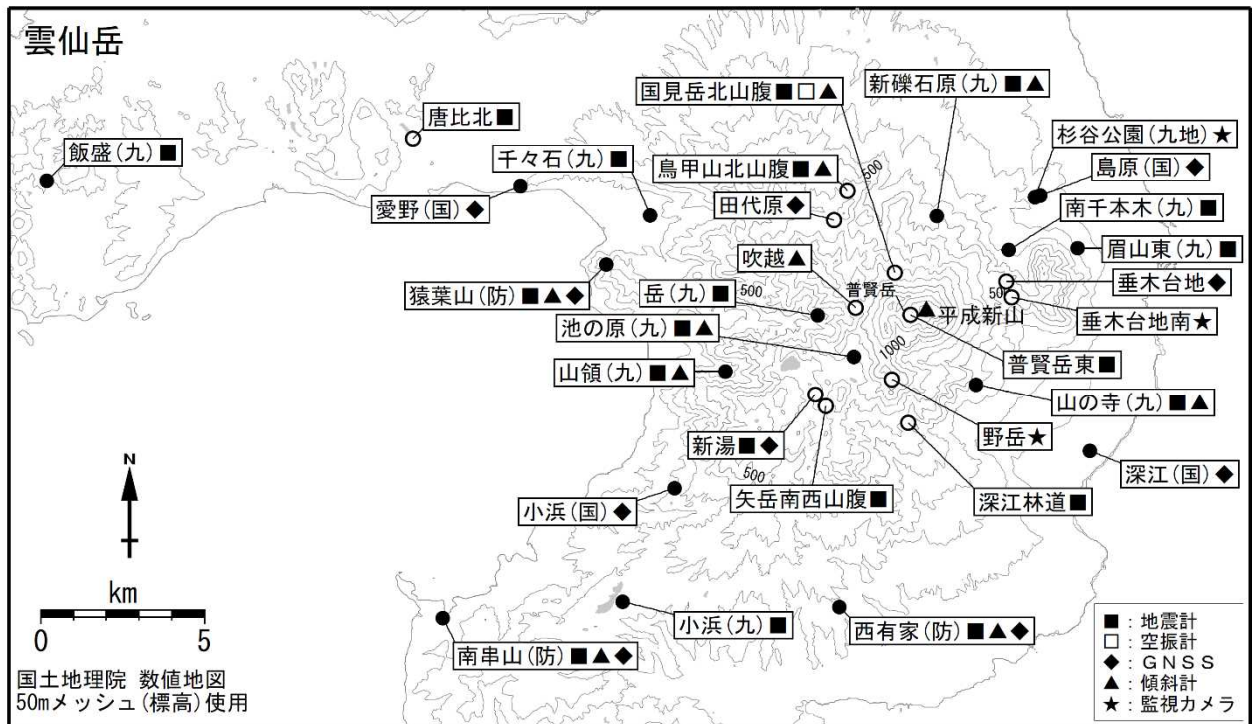 雲仙岳
国見岳北山腹■□▲
新礫石原(九)■▲
唐比北■
杉谷公園(九地)★
飯盛(九)■
千々石(九)■
鳥甲山北山腹■▲
500
島原(国)◆
愛野(国)◆
田代原◆
南千本木(九)■
吹越▲
眉山東(九)■
普賢岳
垂木台地◆
猿葉山(防)■▲◆
岳(九)■
500
500
平成新山
垂木台地南★
池の原(九)■▲
1000
普賢岳東■
山領(九)■▲
山の寺(九)■▲
新湯■◆
野岳★
500
深江(国)◆
矢岳南西山腹■
深江林道■
小浜(国)◆
N
km
0 5
小浜(九)■
西有家(防)■▲◆
南串山(防)■▲◆
国土地理院 数値地図
50mメッシュ(標高)使用
■:地震計
□:空振計
◆:GNSS
▲:傾斜計
★:監視カメラ